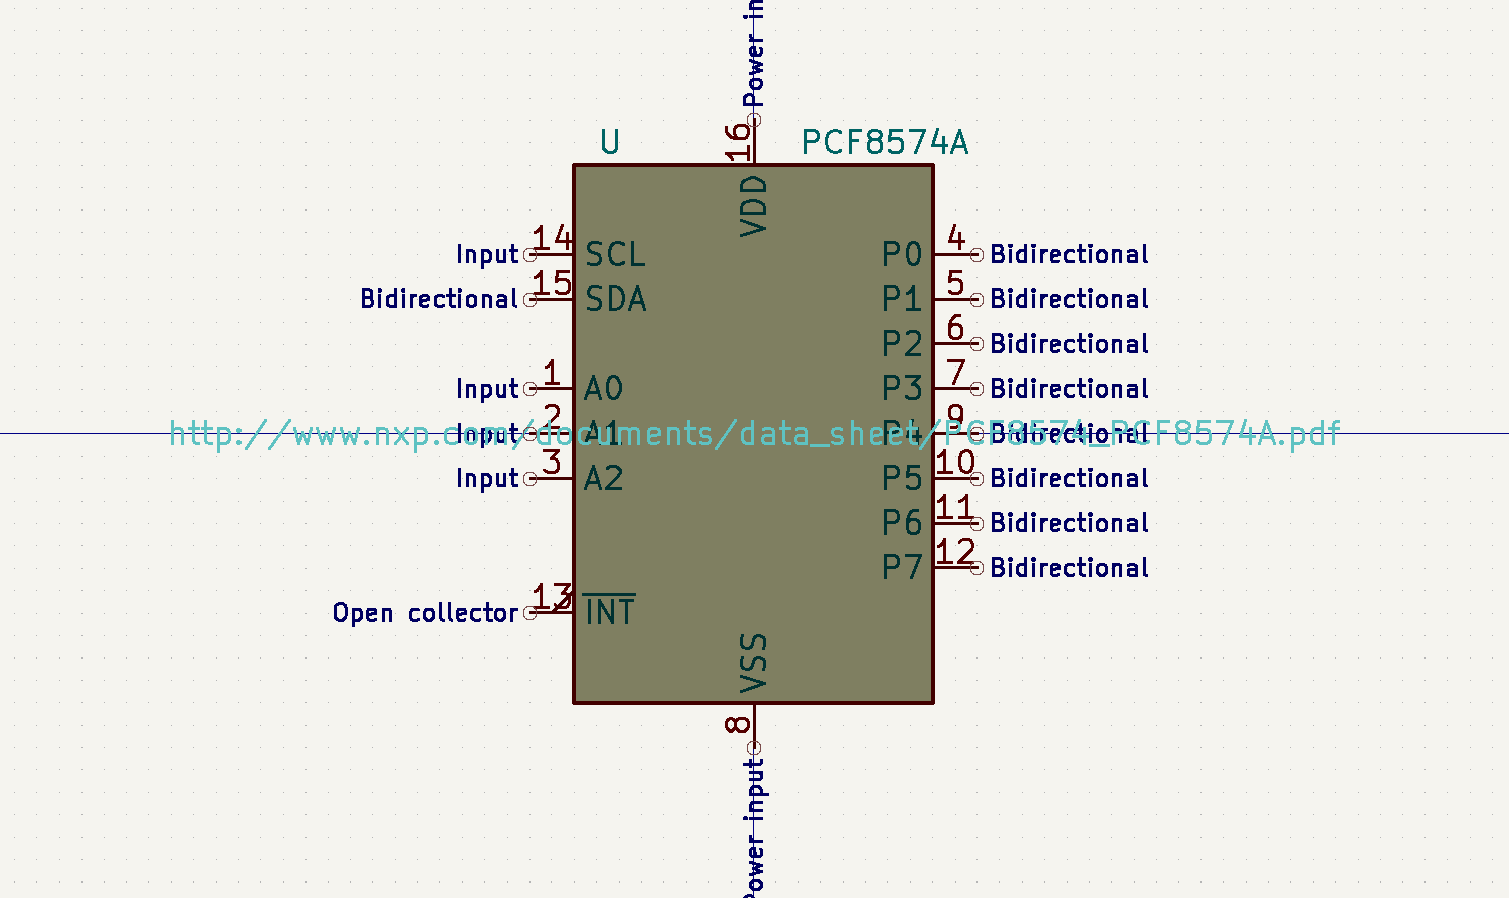 Power in
16
U
PCF8574A
VDD
Input 14 SCL
P0 4 Bidirectional
Bidirectional 15 SDA
P1 5 Bidirectional
P2 6 Bidirectional
Input 1 A0
P3 7 Bidirectional
Input 2 A1
P4 9 Bidirectional
http://www.nxp.com/documents/data_sheet/PCF8574_PCF8574A.pdf
Input 3 A2
P5 10 Bidirectional
P6 11 Bidirectional
P7 12 Bidirectional
Open collector 13 INT
VSS
8
Power input